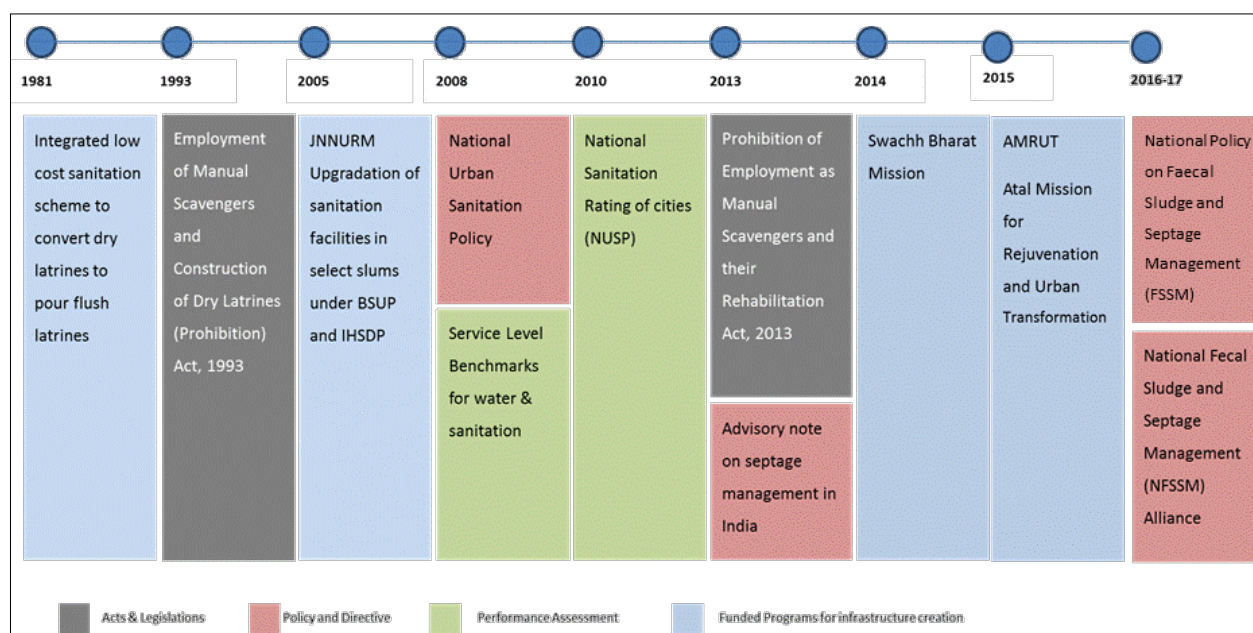 1981
1993
2005
2008
2010
2013
2014
2015
2016-17
Integrated low
cost sanitation
scheme to
convert dry
latrines to
pour flush
latrines
Employment
of Manual
Scavengers
and
Construction
of Dry Latrines
(Prohibition)
Act, 1993
JNNURM
Upgradation of
sanitation
facilities in
select slums
under BSUP
and IHSDP
National
Urban
Sanitation
Policy
Service Level
Benchmarks
for water &
sanitation
National
Sanitation
Rating of cities
(NUSP)
Prohibition of
Employment as
Manual
Scavengers and
their
Rehabilitation
Act, 2013
Advisory note
on septage
management in
India
Swachh Bharat
Mission
AMRUT
Atal Mission
for
Rejuvenation
and Urban
Transformation
National Policy
on Faecal
Sludge and
Septage
Management
(FSSM)
National Fecal
Sludge and
Septage
Management
(NFSSM)
Alliance
Acts & Legislations
Policy and Directive
Performance Assessment
Funded Programs for infrastructure creation